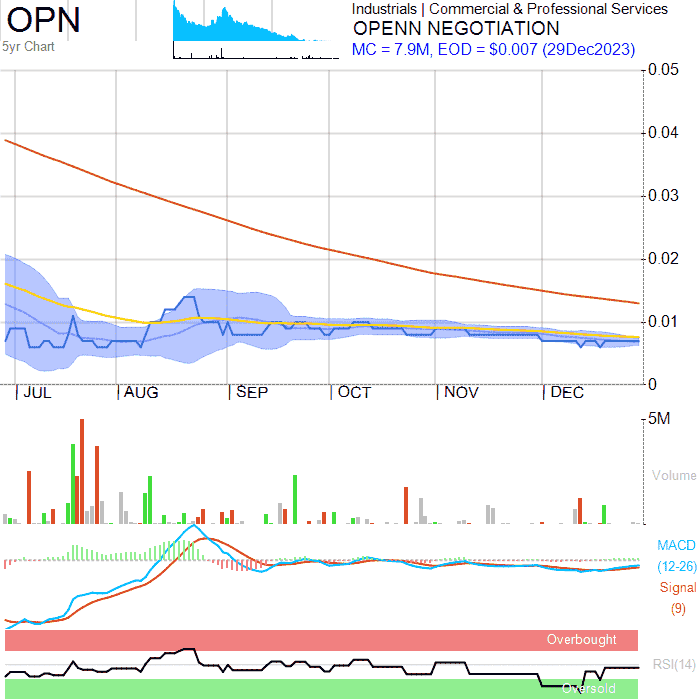 OPN
5yr Chart
Industrials | Commercial & Professional Services
OPENN NEGOTIATION
MC = 7.9M, EOD = $0.007 (29Dec2023)
0.05
0.04
0.03
0.02
0.01
0
JUL AUG SEP OCT NOV DEC
5M
Volume
MACD
(12-26)
Signal
(9)
Overbought
RSI(14)
Oversold